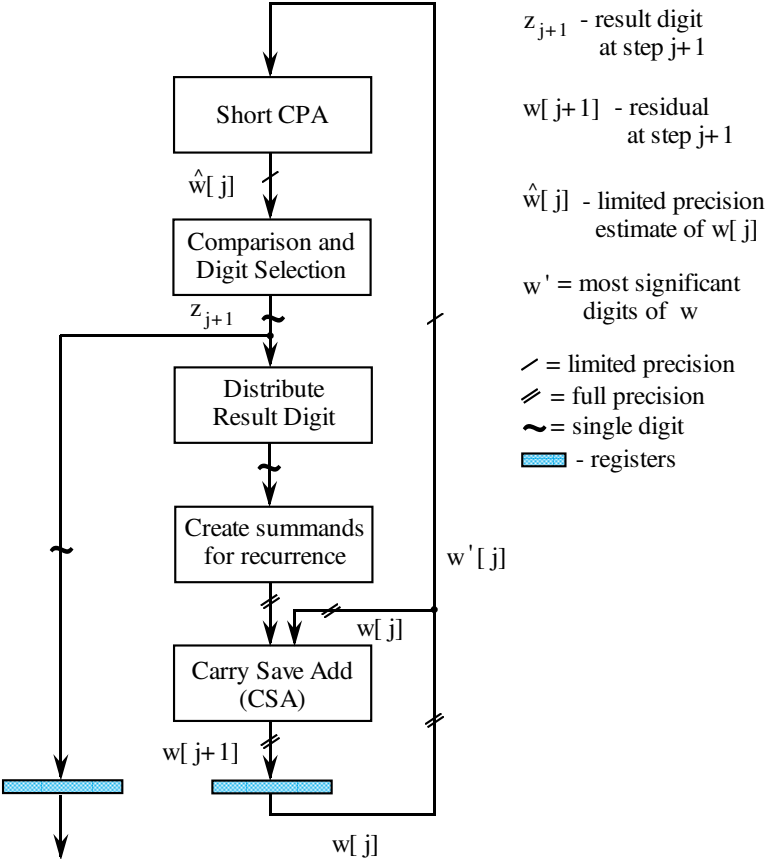 Short CPA
ŵ[ j]
Comparison and
Digit Selection
z j+1
Distribute
Result Digit
Create summands
for recurrence
w'[ j]
w[ j]
Carry Save Add
(CSA)
w[ j+1]
w[ j]
z j+1 - result digit
at step j+1
w[ j+1] - residual
at step j+1
ŵ[ j] - limited precision
estimate of w[ j]
w' = most significant
digits of w
= limited precision
= full precision
= single digit
- registers